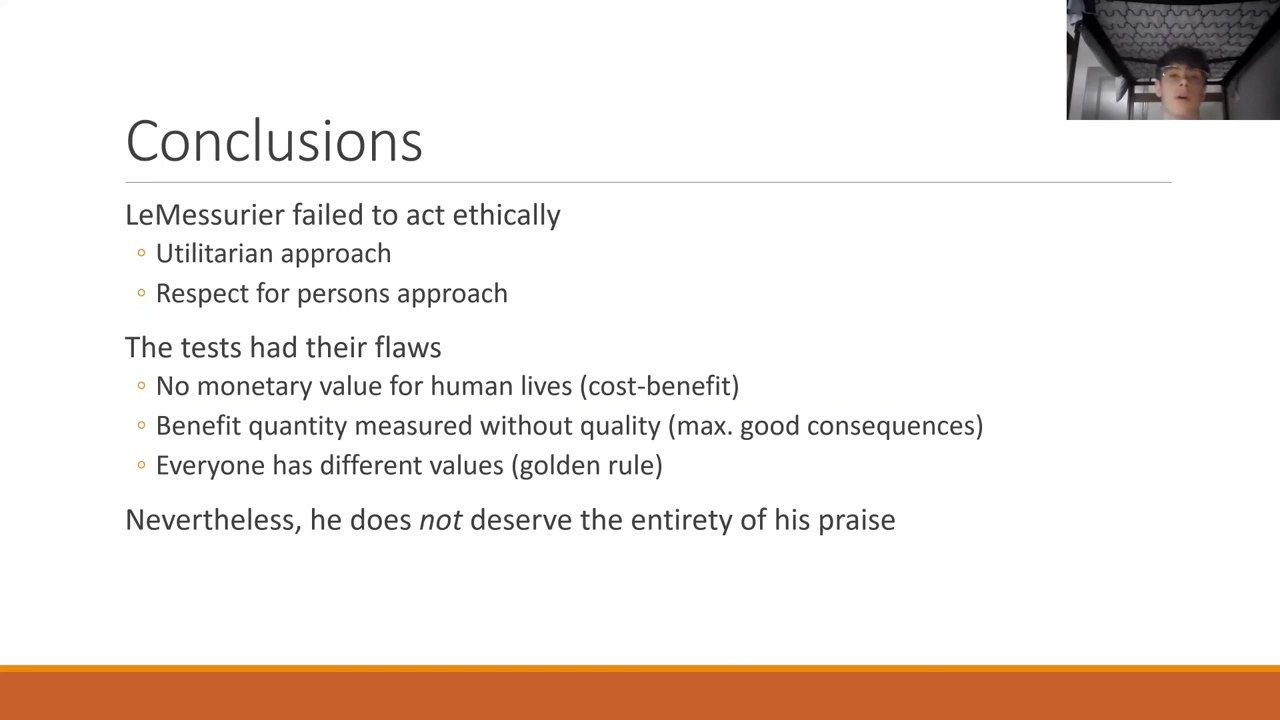 Conclusions
LeMessurier failed to act ethically
◦ Utilitarian approach
◦ Respect for persons approach
The tests had their flaws
◦ No monetary value for human lives (cost-benefit)
◦ Benefit quantity measured without quality (max. good consequences)
◦ Everyone has different values (golden rule)
Nevertheless, he does not deserve the entirety of his praise